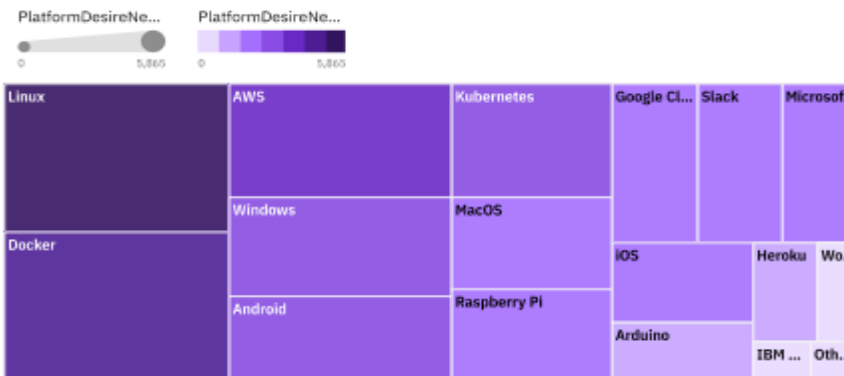 PlatformDesireNe... PlatformDesireNe...
0 5,865 0 5,865
Linux
AWS
Kubernetes
Google Cl...
Slack
Microsof
Windows
MacOS
Docker
iOS
Heroku
Wo.
Android
Raspberry Pi
Arduino
IBM ...
Oth..